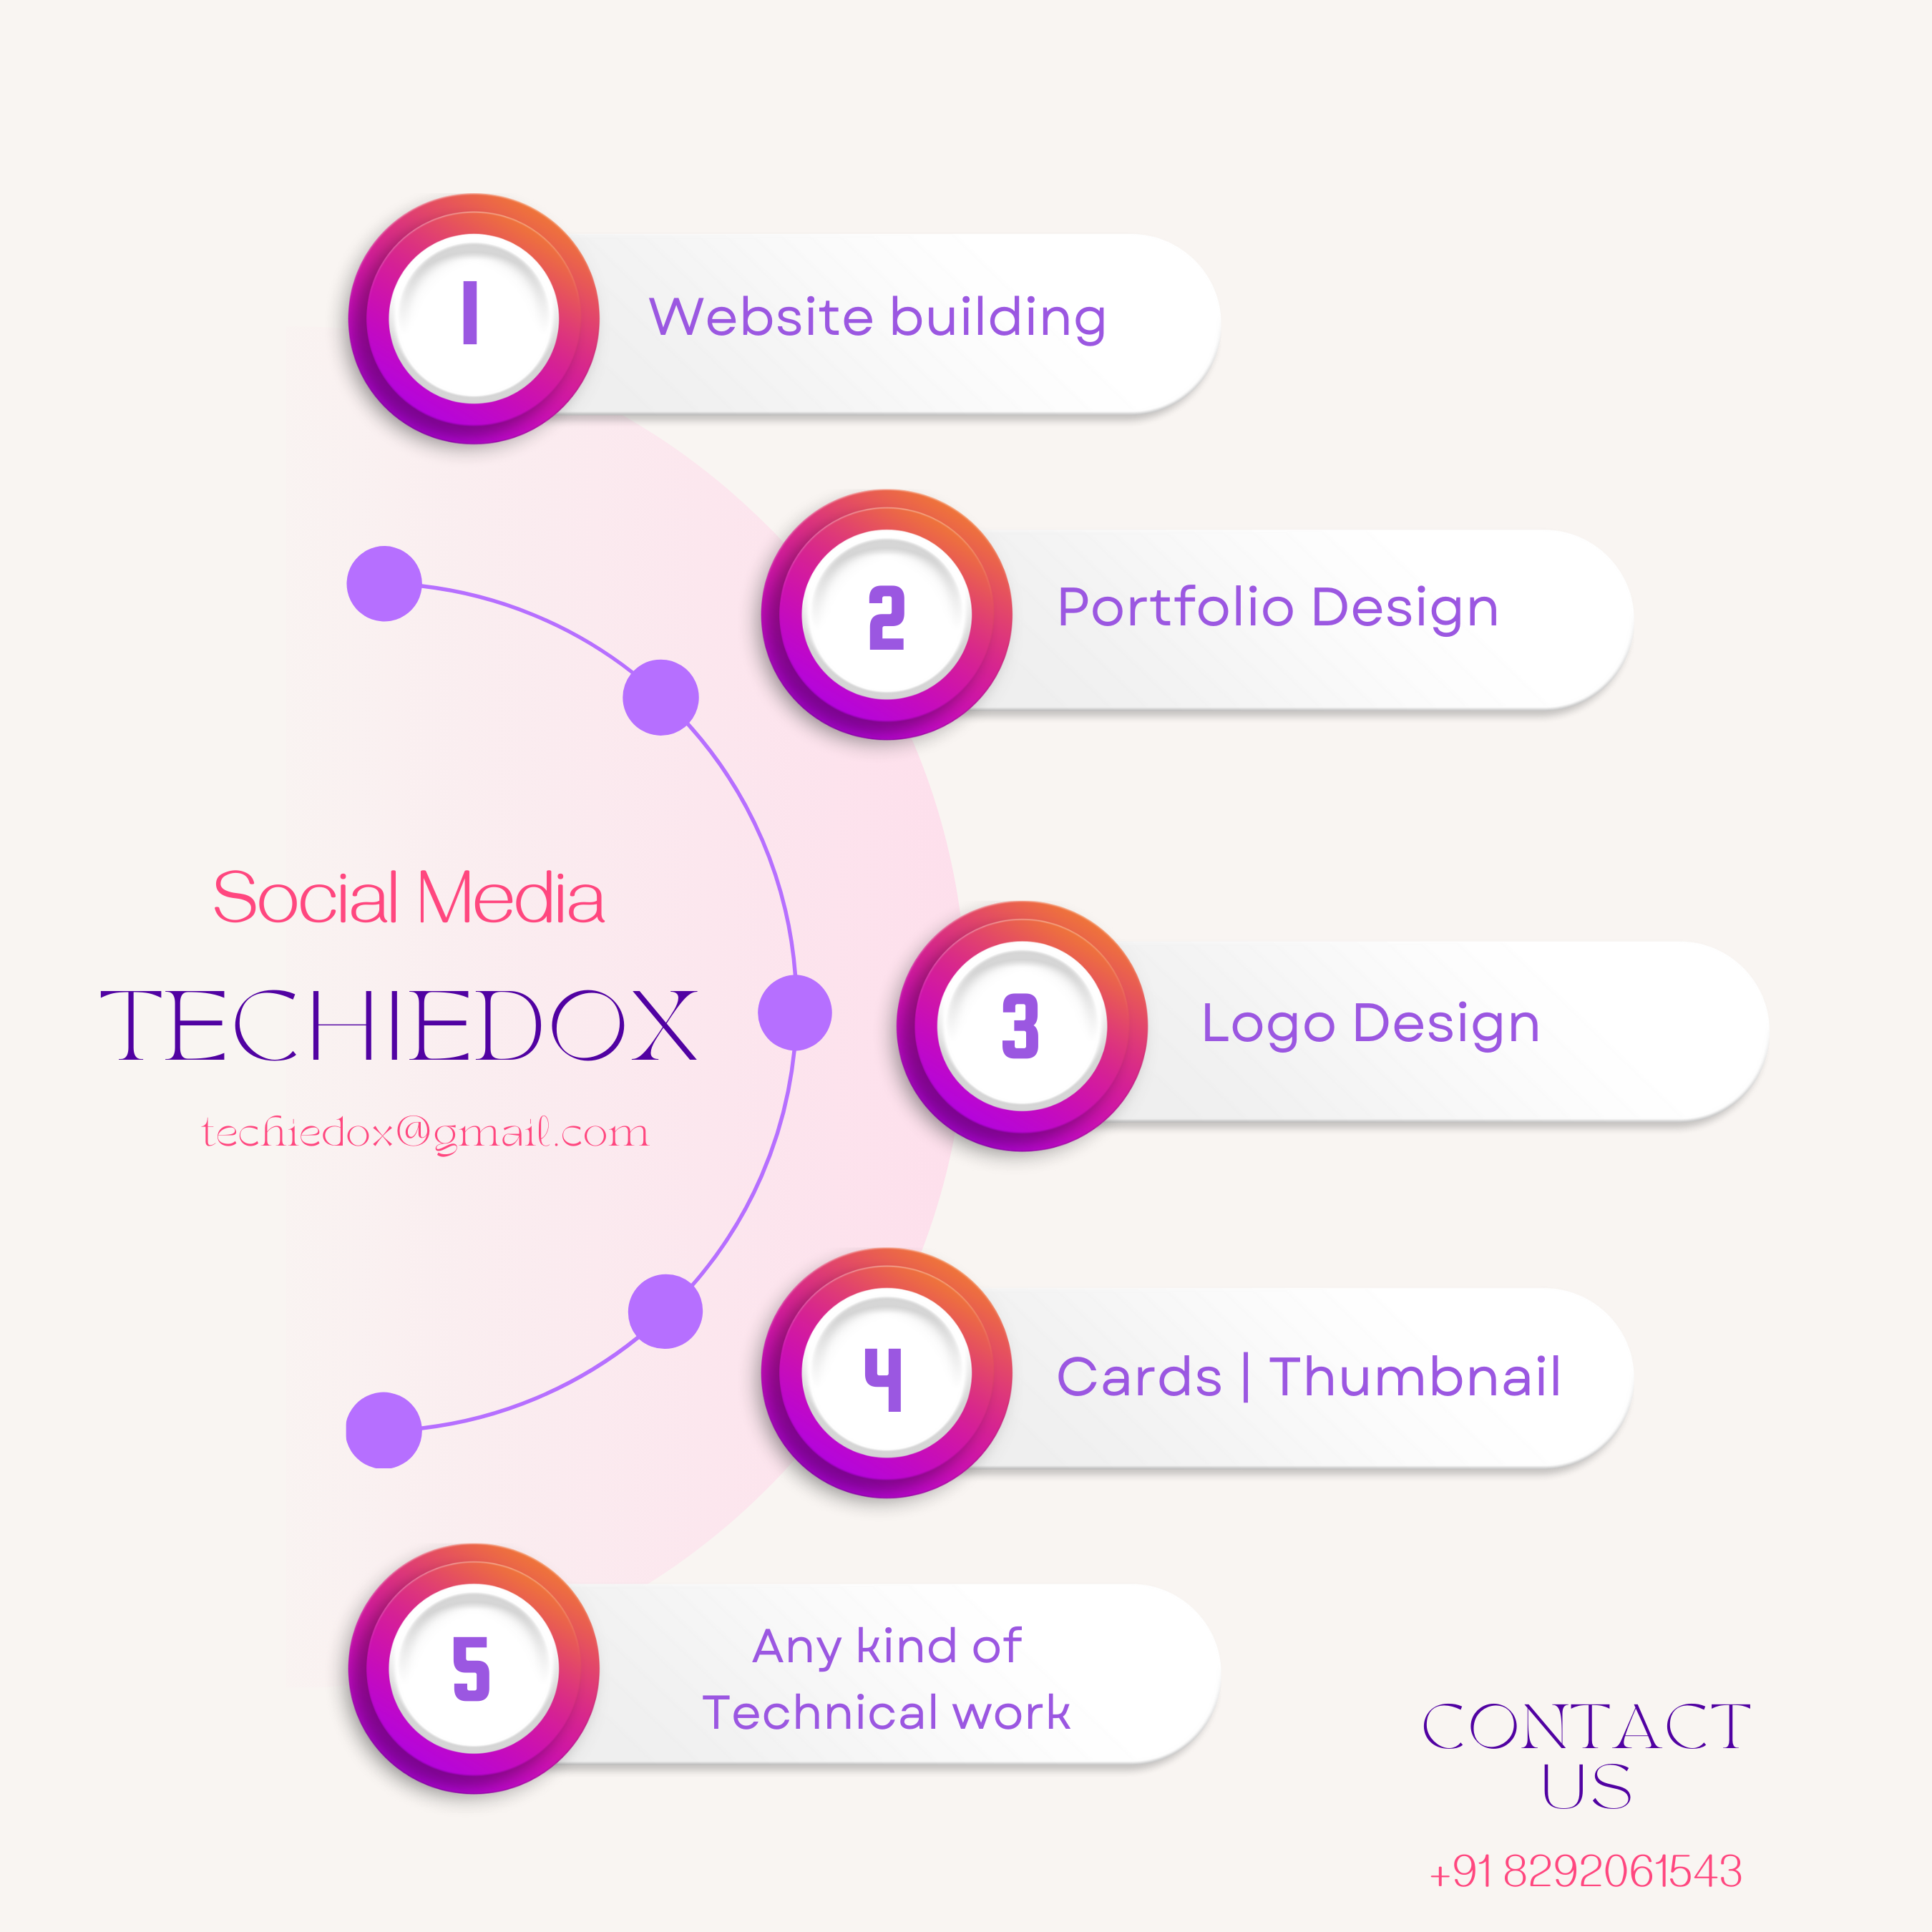 1
Website building
2
Portfolio Design
Social Media
TECHIEDOX
techiedox@gmail.com
3
Logo Design
4
Cards | Thumbnail
5
Any kind of
Technical work
CONTACT
US
+91 8292061543